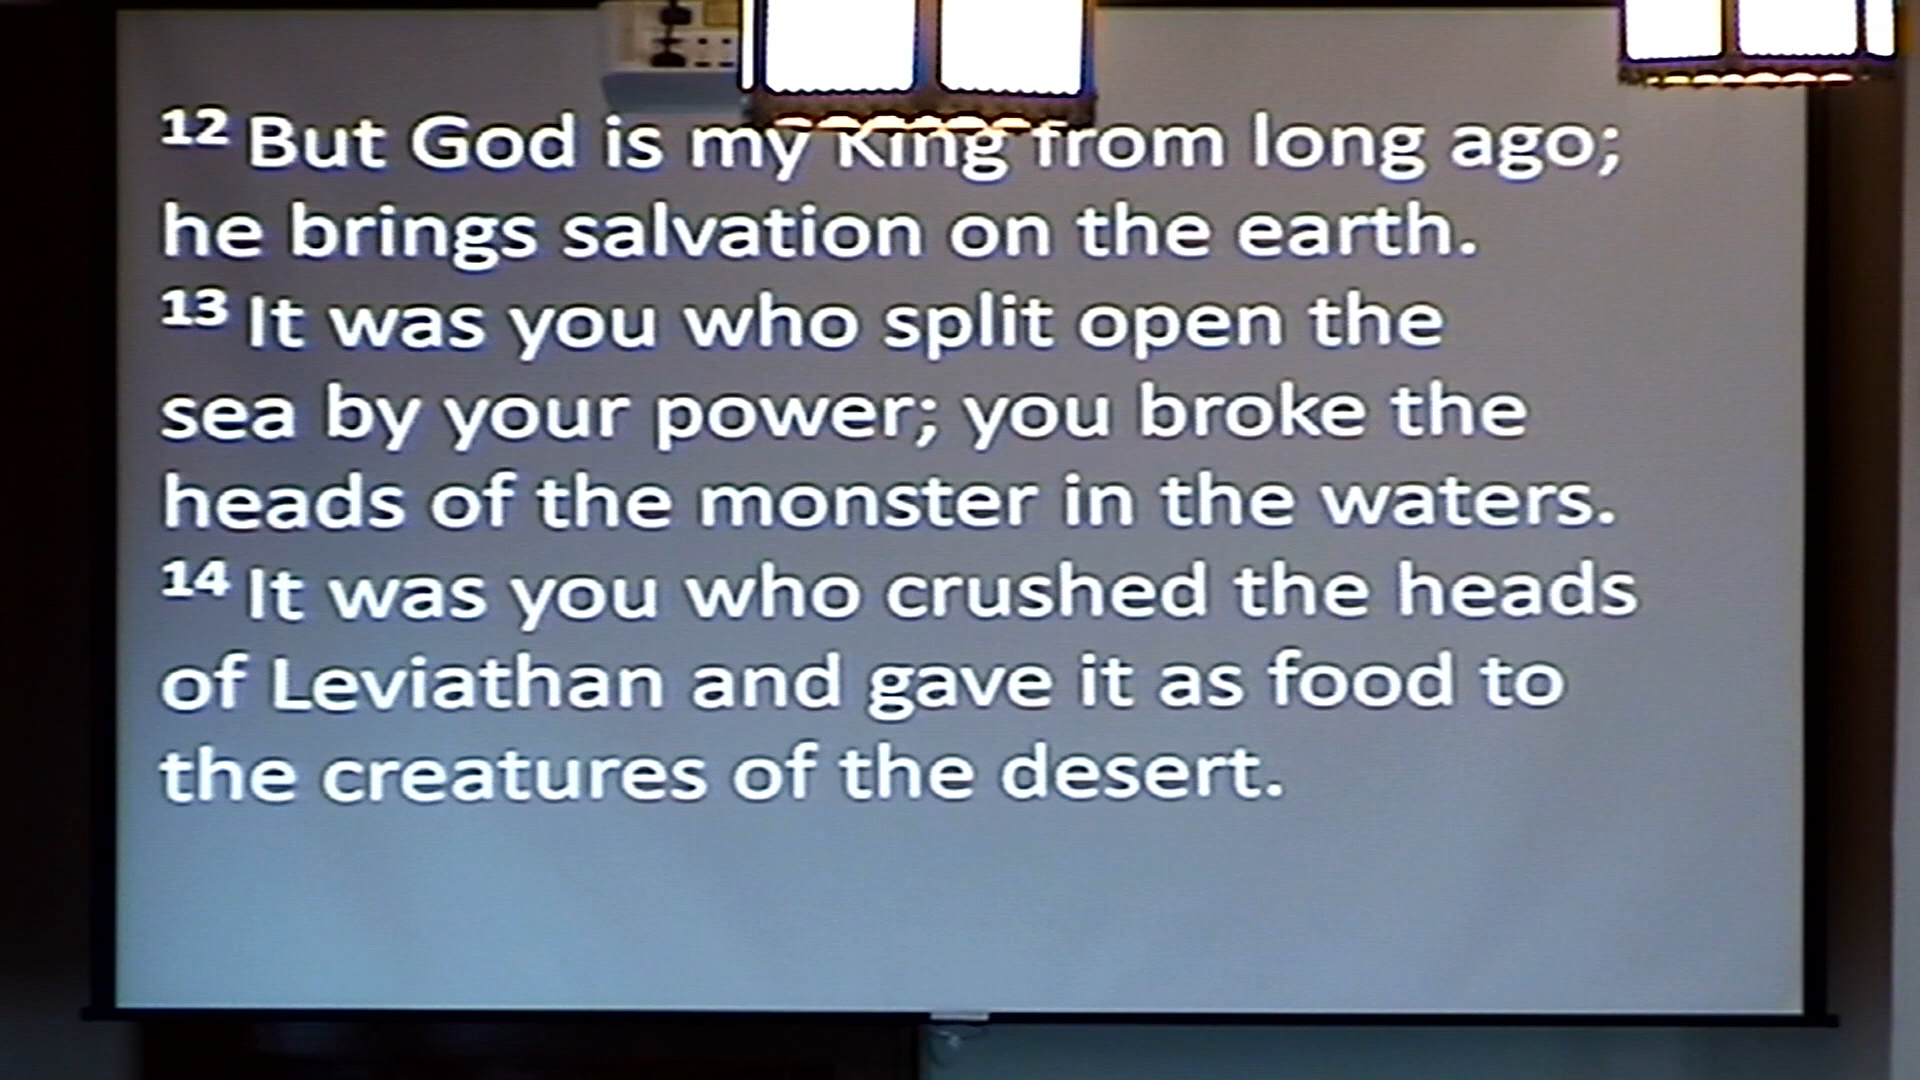 12 But God is my King from long ago;
he brings salvation on the earth.
13 It was you who split open the
sea by your power; you broke the
heads of the monster in the waters.
14 It was you who crushed the heads
of Leviathan and gave it as food to
the creatures of the desert.